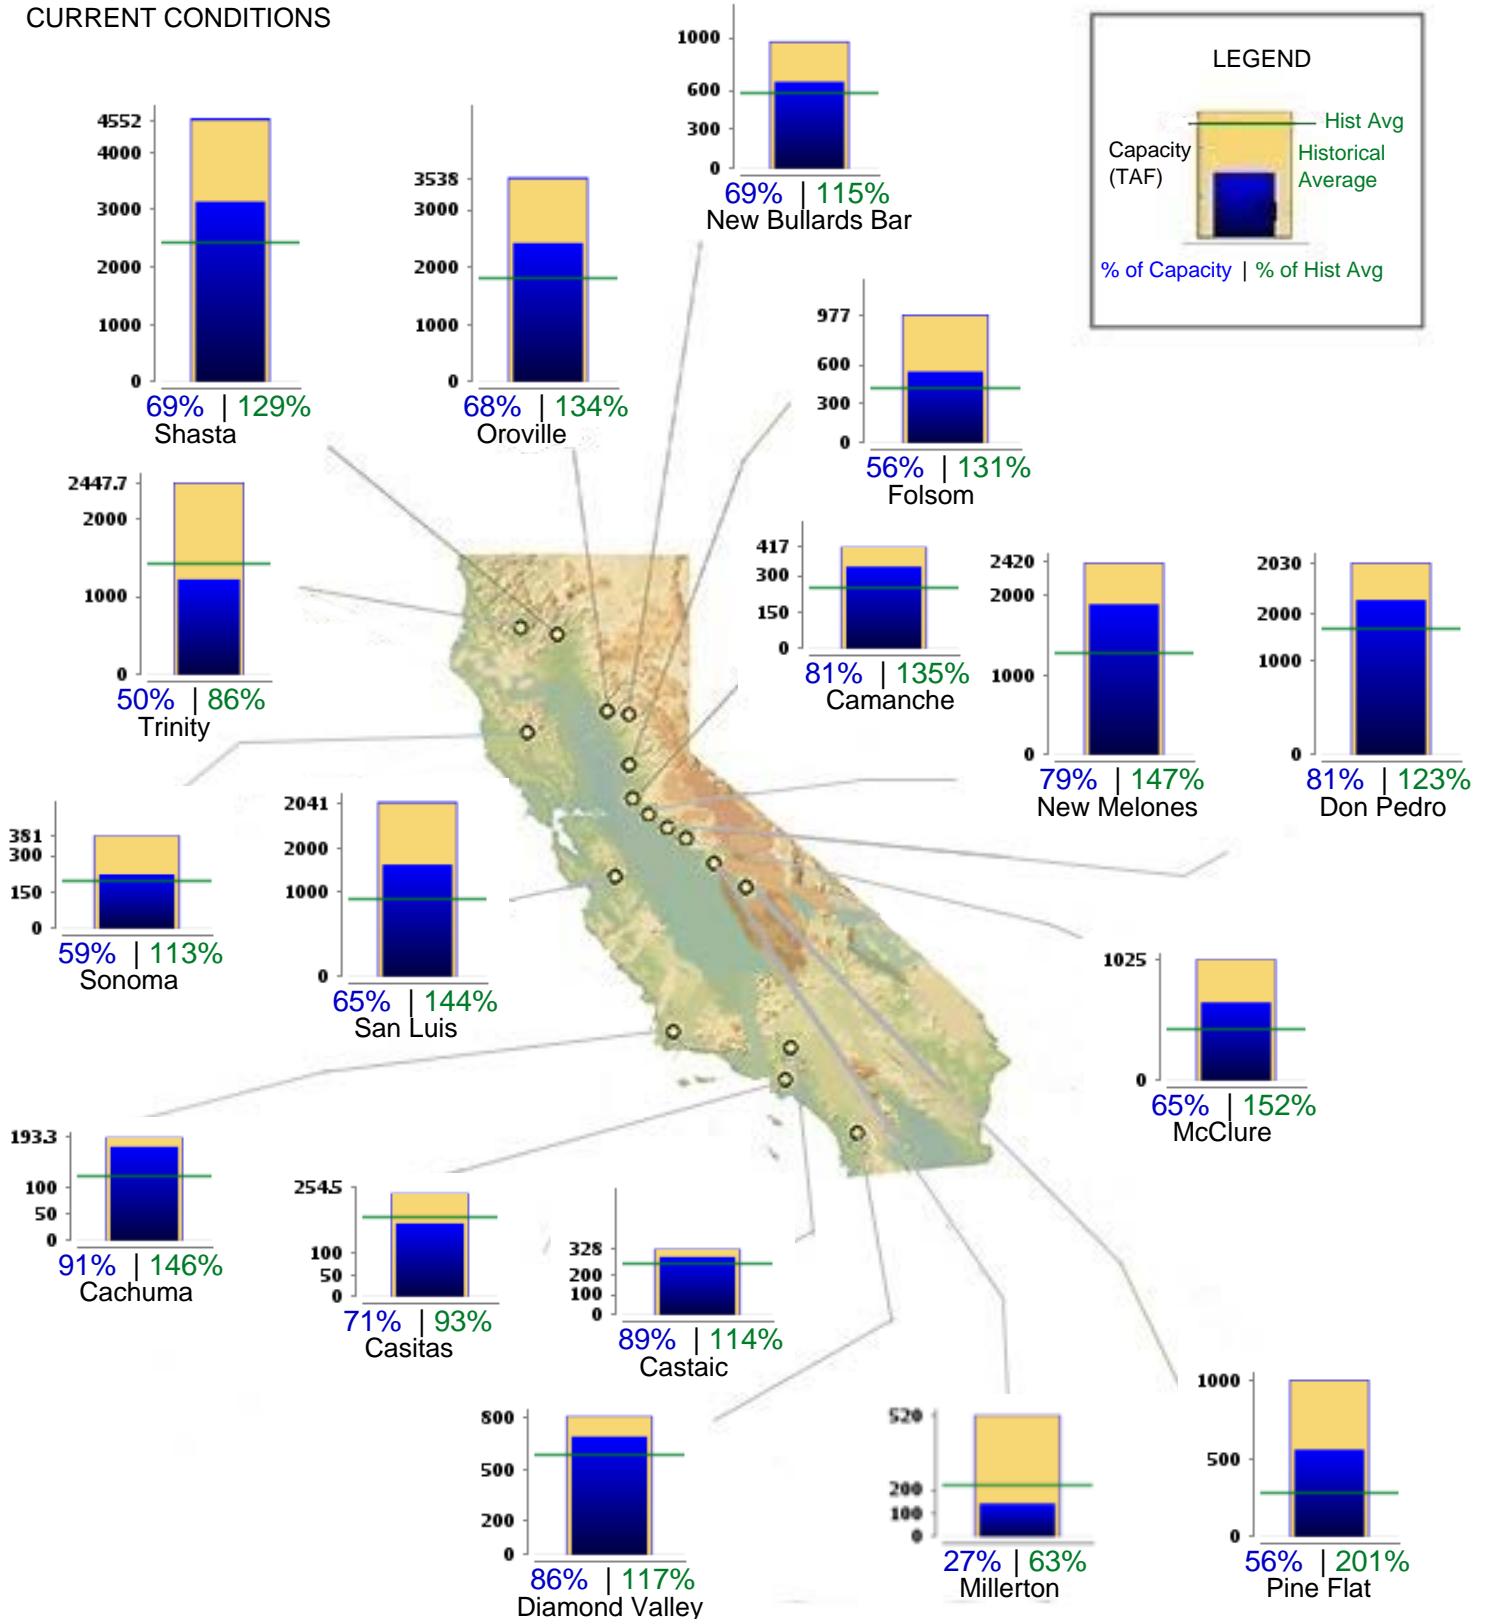 CURRENT CONDITIONS
1000
600
300
0
69% | 115%
New Bullards Bar
LEGEND
Hist Avg
Capacity
(TAF)
Historical
Average
% of Capacity | % of Hist Avg
4552
4000
3000
2000
1000
0
69% | 129%
Shasta
3538
3000
2000
1000
0
68% | 134%
Oroville
977
600
300
0
56% | 131%
Folsom
2447.7
2000
1000
0
50% | 86%
Trinity
417
300
150
0
81% | 135%
Camanche
2420
2000
1000
0
79% | 147%
New Melones
2030
2000
1000
0
81% | 123%
Don Pedro
381
300
150
0
59% | 113%
Sonoma
2041
2000
1000
0
65% | 144%
San Luis
1025
0
65% | 152%
McClure
193.3
100
50
0
91% | 146%
Cachuma
254.5
100
50
0
71% | 93%
Casitas
328
200
100
0
89% | 114%
Castaic
800
500
200
0
86% | 117%
Diamond Valley
520
200
100
0
27% | 63%
Millerton
1000
500
0
56% | 201%
Pine Flat